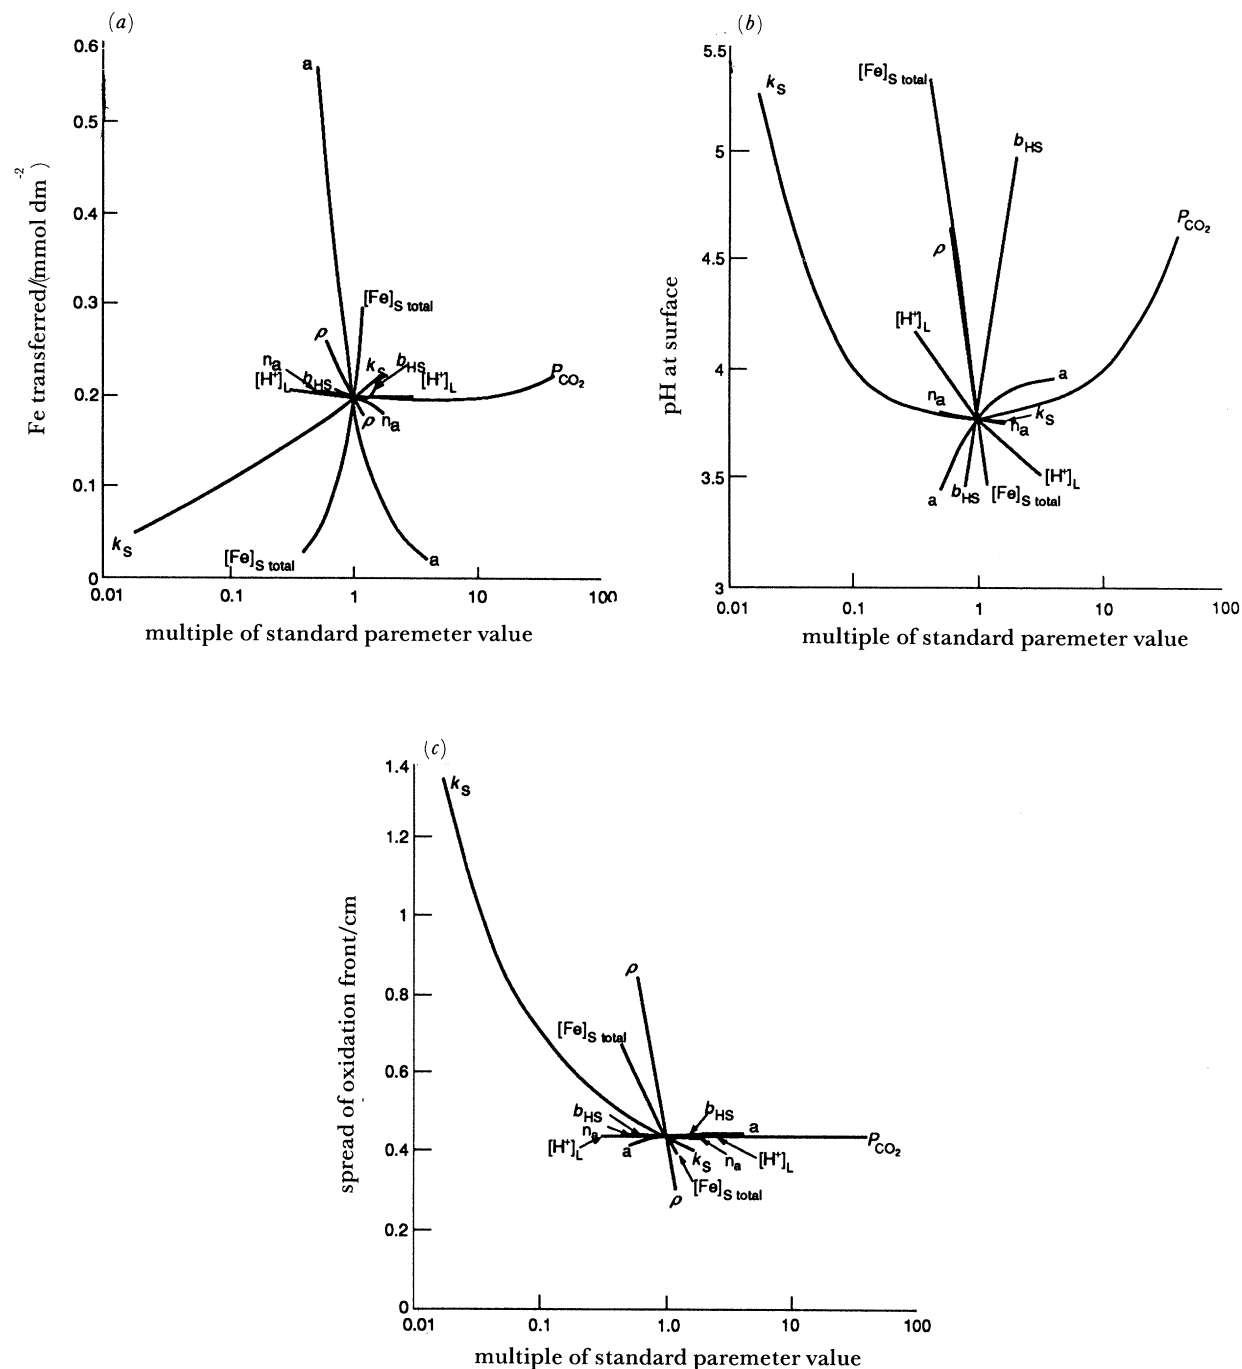 (a)
0.6
0.5
0.4
0.3
0.2
0.1
0
Fe transferred/(mmol dm⁻²)
a
[Fe]S total
ρ
na
[H⁺]L
bHS
kS
bHS
[H⁺]L
PCO₂
ρ
na
kS
[Fe]S total
a
0.01 0.1 1 10 100
multiple of standard paremeter value
(b)
5.5
5
4.5
4
3.5
3
pH at surface
kS
[Fe]S total
bHS
PCO₂
ρ
[H⁺]L
a
na
kS
na
[H⁺]L
a
bHS
[Fe]S total
0.01 0.1 1 10 100
multiple of standard paremeter value
(c)
1.4
1.2
1
0.8
0.6
0.4
0.2
0
spread of oxidation front/cm
kS
ρ
[Fe]S total
bHS
bHS
na
a
[H⁺]L
a
PCO₂
kS
na
[H⁺]L
[Fe]S total
ρ
0.01 0.1 1.0 10 100
multiple of standard paremeter value